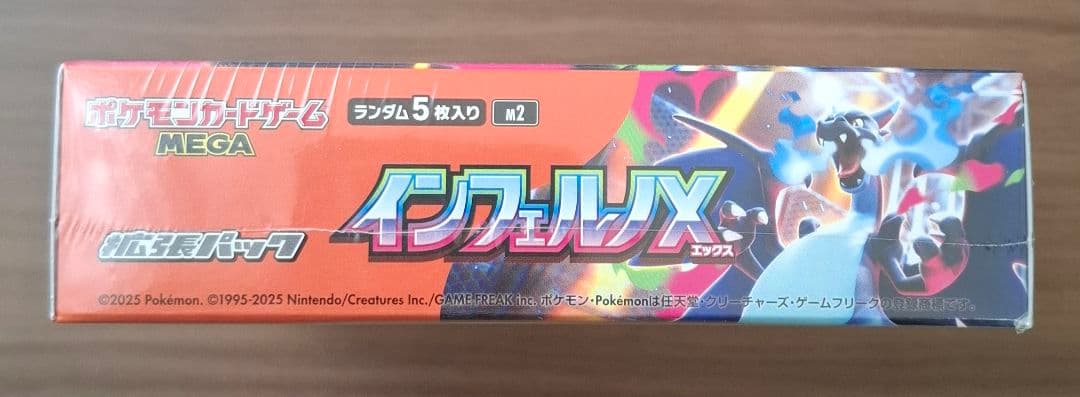 ポケモンカードゲーム
MEGA
ランダム5枚入り M2
インフェルノX
エックス
拡張パック
©2025 Pokémon. ©1995-2025 Nintendo/Creatures Inc./GAME FREAK inc. ポケモン・Pokémonは任天堂・クリーチャーズ・ゲームフリークの登録商標です。